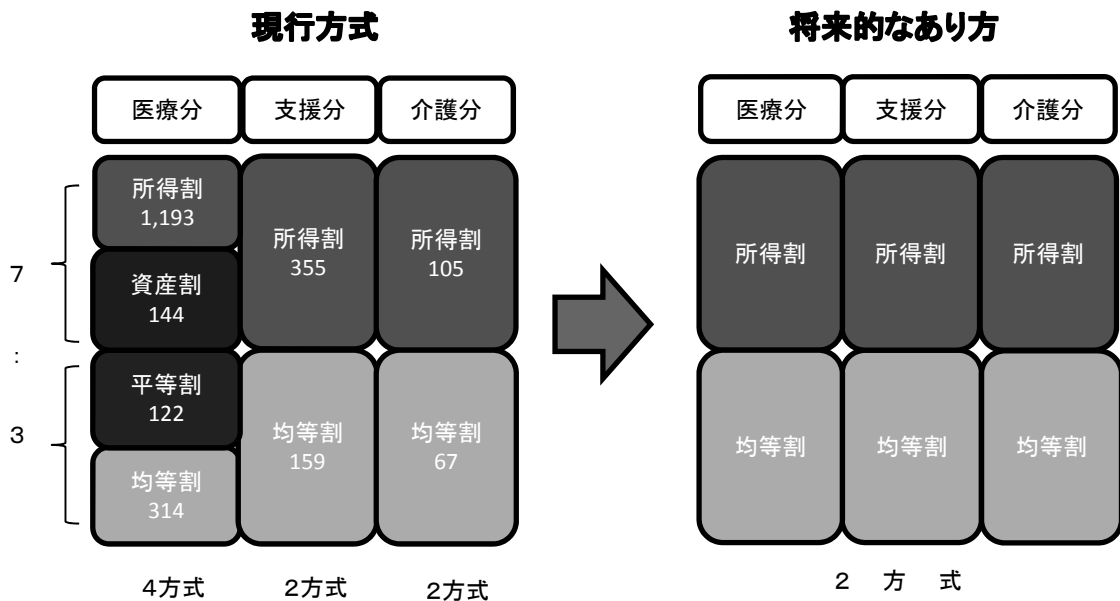 現行方式
医療分
支援分
介護分
7
:
3
所得割
1,193
資産割
144
平等割
122
均等割
314
所得割
355
均等割
159
所得割
105
均等割
67
4方式
2方式
2方式
将来的なあり方
医療分
支援分
介護分
所得割
所得割
所得割
均等割
均等割
均等割
2 方 式